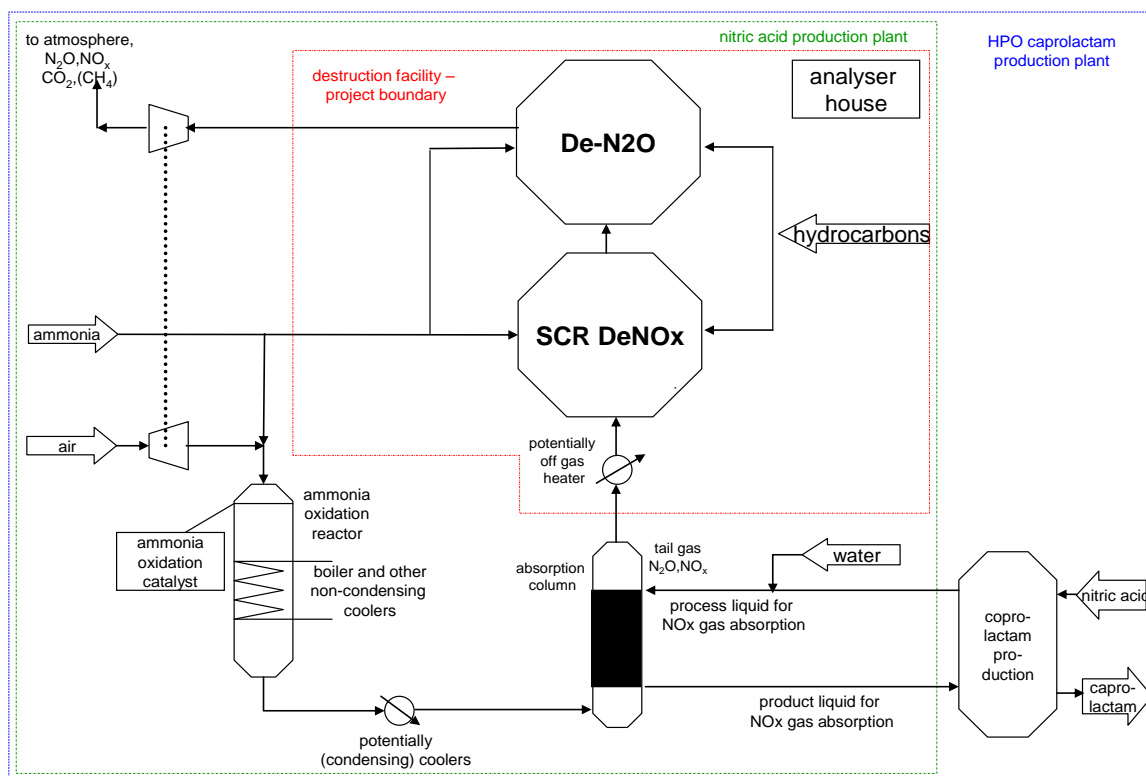 nitric acid production plant
HPO caprolactam
production plant
to atmosphere,
N₂O,NOₓ
CO₂,(CH₄)
destruction facility –
project boundary
analyser
house
De-N2O
hydrocarbons
ammonia
SCR DeNOx
air
potentially
off gas
heater
ammonia
oxidation
reactor
ammonia
oxidation
catalyst
boiler and other
non-condensing
coolers
absorption
column
tail gas
N₂O,NOₓ
water
process liquid for
NOx gas absorption
nitric acid
copro-
lactam
pro-
duction
product liquid for
NOx gas absorption
capro-
lactam
potentially
(condensing) coolers